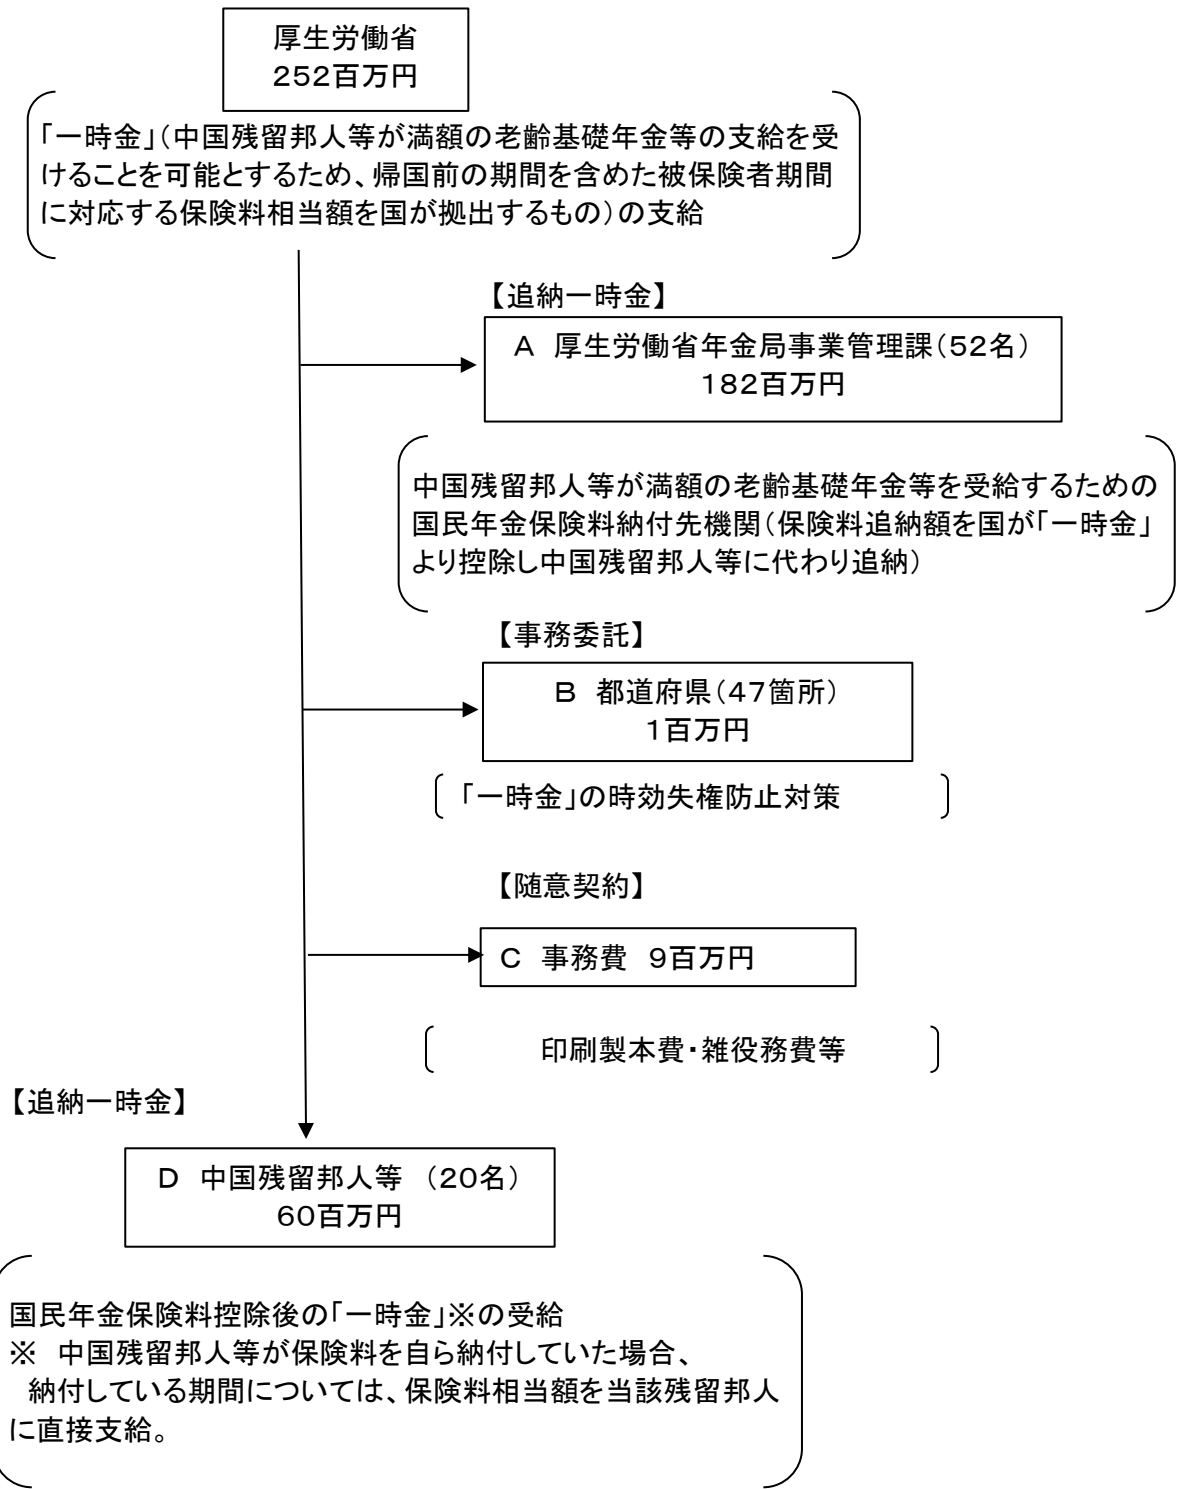 厚生労働省
252百万円
「一時金」（中国残留邦人等が満額の老齢基礎年金等の支給を受
けることを可能とするため、帰国前の期間を含めた被保険者期間
に対応する保険料相当額を国が拠出するもの）の支給
【追納一時金】
A　厚生労働省年金局事業管理課（52名）
182百万円
中国残留邦人等が満額の老齢基礎年金等を受給するための
国民年金保険料納付先機関（保険料追納額を国が「一時金」
より控除し中国残留邦人等に代わり追納）
【事務委託】
B　都道府県（47箇所）
1百万円
「一時金」の時効失権防止対策
【随意契約】
C　事務費　9百万円
印刷製本費・雑役務費等
【追納一時金】
D　中国残留邦人等　（20名）
60百万円
国民年金保険料控除後の「一時金」※の受給
※　中国残留邦人等が保険料を自ら納付していた場合、
納付している期間については、保険料相当額を当該残留邦人
に直接支給。